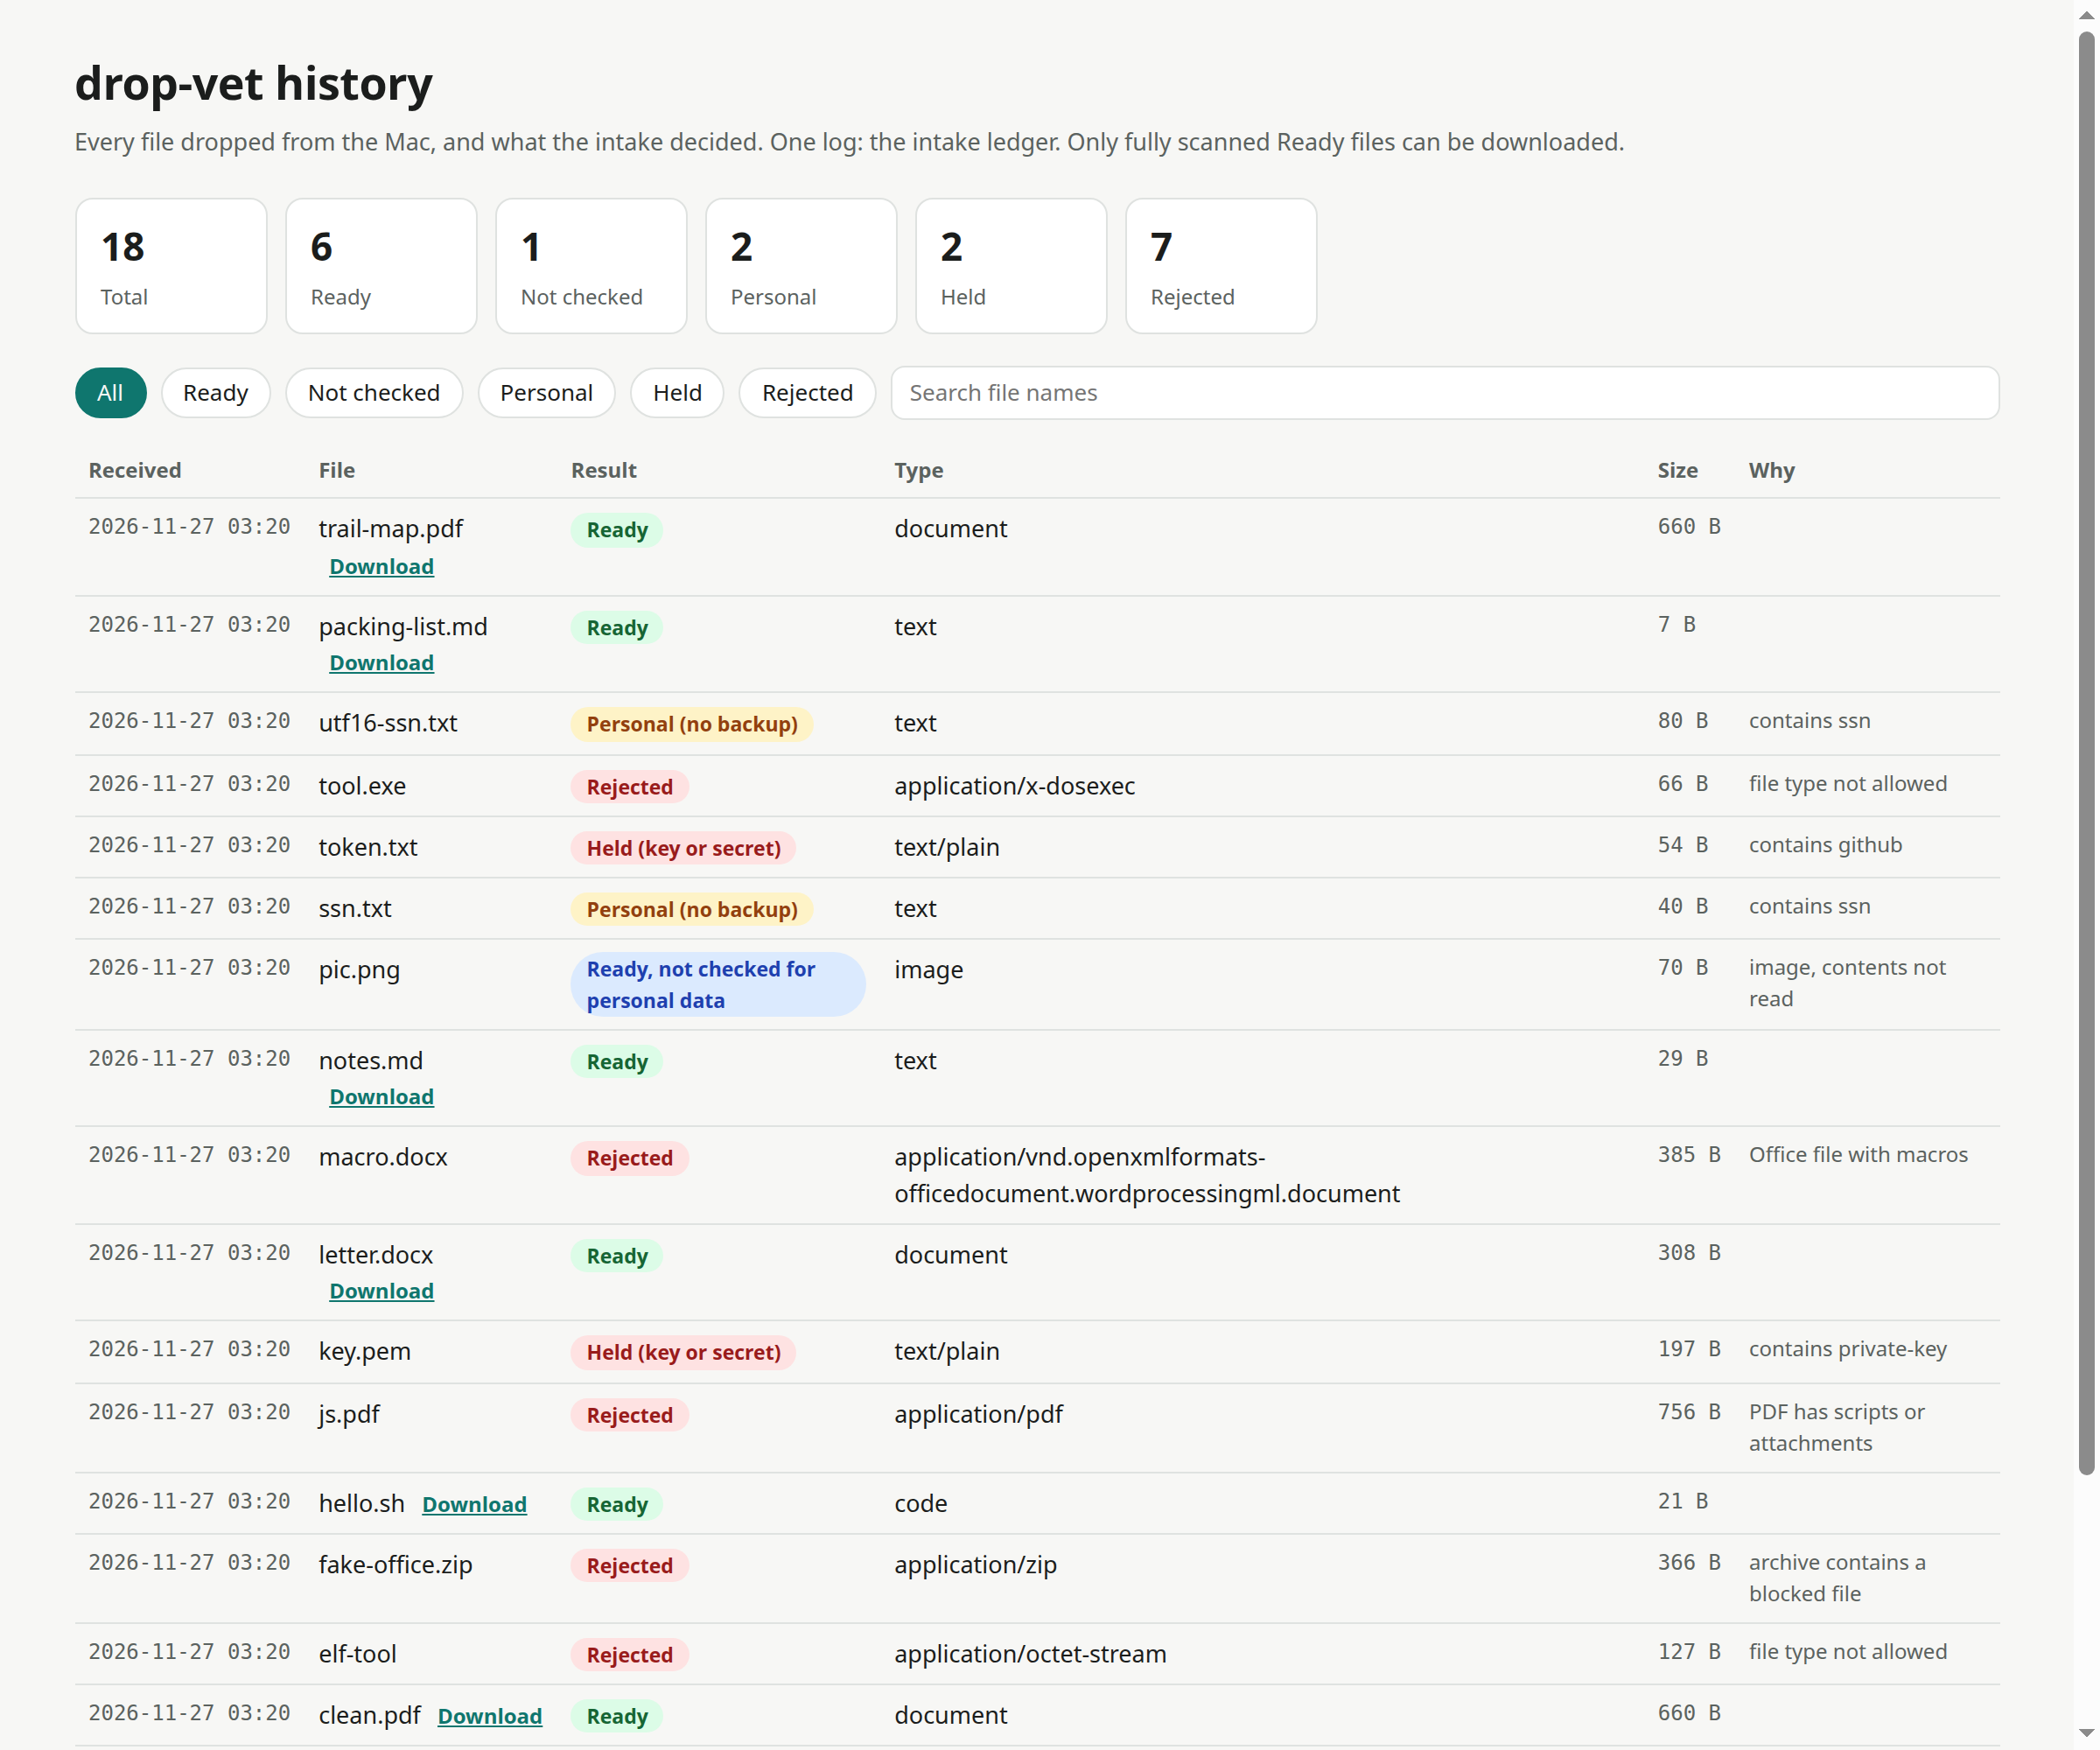 drop-vet history
Every file dropped from the Mac, and what the intake decided. One log: the intake ledger. Only fully scanned Ready files can be downloaded.
18
Total
6
Ready
1
Not checked
2
Personal
2
Held
7
Rejected
All Ready Not checked Personal Held Rejected Search file names
Received File Result Type Size Why
2026-11-27 03:20 trail-map.pdf Ready document 660 B
Download
2026-11-27 03:20 packing-list.md Ready text 7 B
Download
2026-11-27 03:20 utf16-ssn.txt Personal (no backup) text 80 B contains ssn
2026-11-27 03:20 tool.exe Rejected application/x-dosexec 66 B file type not allowed
2026-11-27 03:20 token.txt Held (key or secret) text/plain 54 B contains github
2026-11-27 03:20 ssn.txt Personal (no backup) text 40 B contains ssn
2026-11-27 03:20 pic.png Ready, not checked for image 70 B image, contents not
personal data read
2026-11-27 03:20 notes.md Ready text 29 B
Download
2026-11-27 03:20 macro.docx Rejected application/vnd.openxmlformats- 385 B Office file with macros
officedocument.wordprocessingml.document
2026-11-27 03:20 letter.docx Ready document 308 B
Download
2026-11-27 03:20 key.pem Held (key or secret) text/plain 197 B contains private-key
2026-11-27 03:20 js.pdf Rejected application/pdf 756 B PDF has scripts or
attachments
2026-11-27 03:20 hello.sh Download Ready code 21 B
2026-11-27 03:20 fake-office.zip Rejected application/zip 366 B archive contains a
blocked file
2026-11-27 03:20 elf-tool Rejected application/octet-stream 127 B file type not allowed
2026-11-27 03:20 clean.pdf Download Ready document 660 B